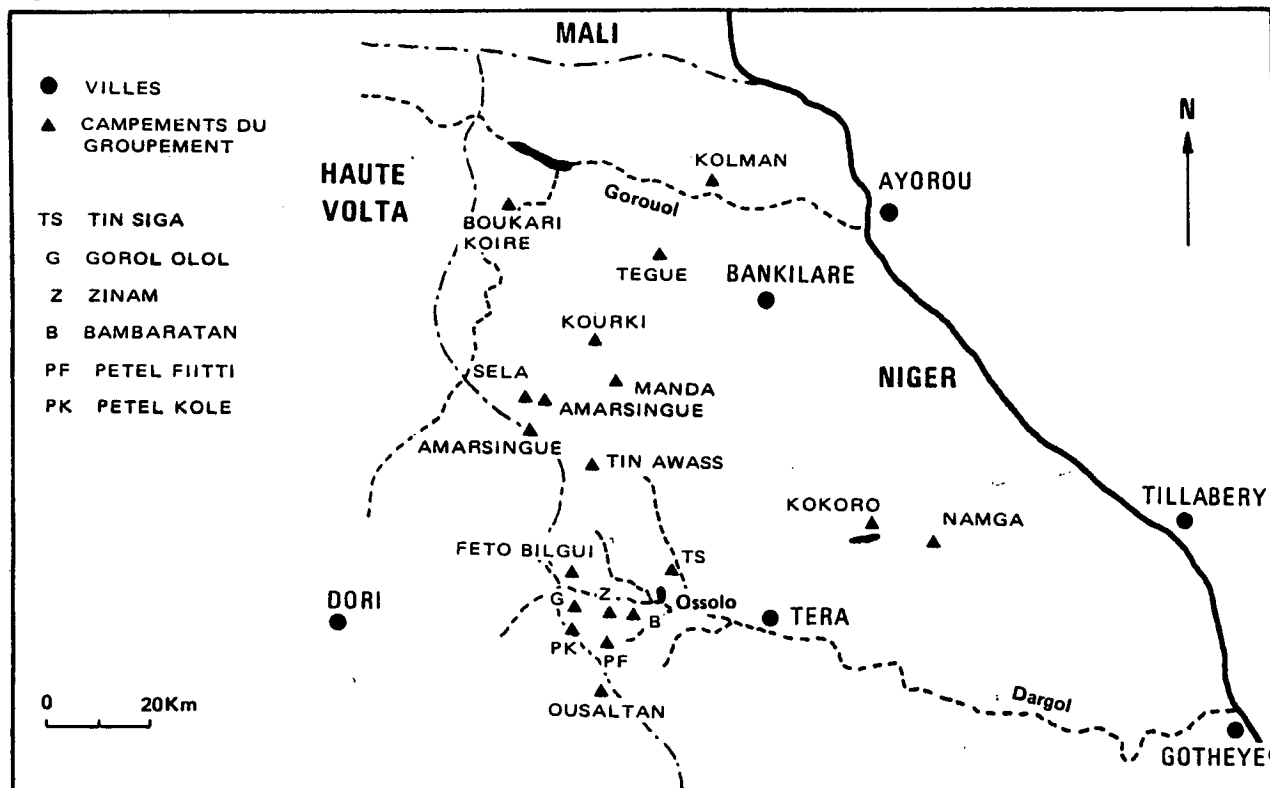 MALI
VILLES
CAMPEMENTS DU
GROUPEMENT
N
HAUTE
VOLTA
KOLMAN
Gorouol
AYOROU
BOUKARI
KOIRE
TEGUE
BANKILARE
TS TIN SIGA
G GOROL OLOL
Z ZINAM
B BAMBARATAN
PF PETEL FIITTI
PK PETEL KOLE
KOURKI
SELA
MANDA
AMARSINGUE
NIGER
AMARSINGUE
TIN AWASS
KOKORO
NAMGA
TILLABERY
FETO BILGUI
TS
DORI
G
Z
B
Ossolo
TERA
PK
PF
OUSALTAN
Dargol
GOTHEYE
0 20Km